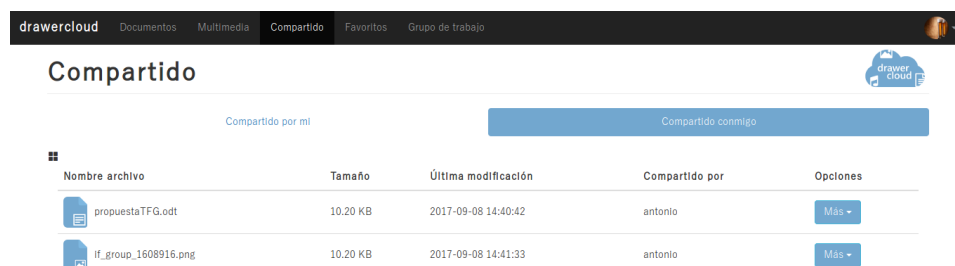 drawercloud Documentos Multimedia Compartido Favoritos Grupo de trabajo
Compartido
drawer
cloud
Compartido por mi Compartido conmigo
Nombre archivo Tamaño Última modificación Compartido por Opciones
propuestaTFG.odt 10.20 KB 2017-09-08 14:40:42 antonio Más
lf_group_1608916.png 10.20 KB 2017-09-08 14:41:33 antonio Más